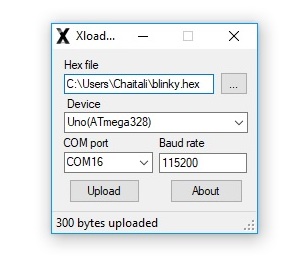 X Xload...
Hex file
C:\Users\Chaitali\blinky.hex ...
Device
Uno(ATmega328)
COM port Baud rate
COM16 115200
Upload About
300 bytes uploaded